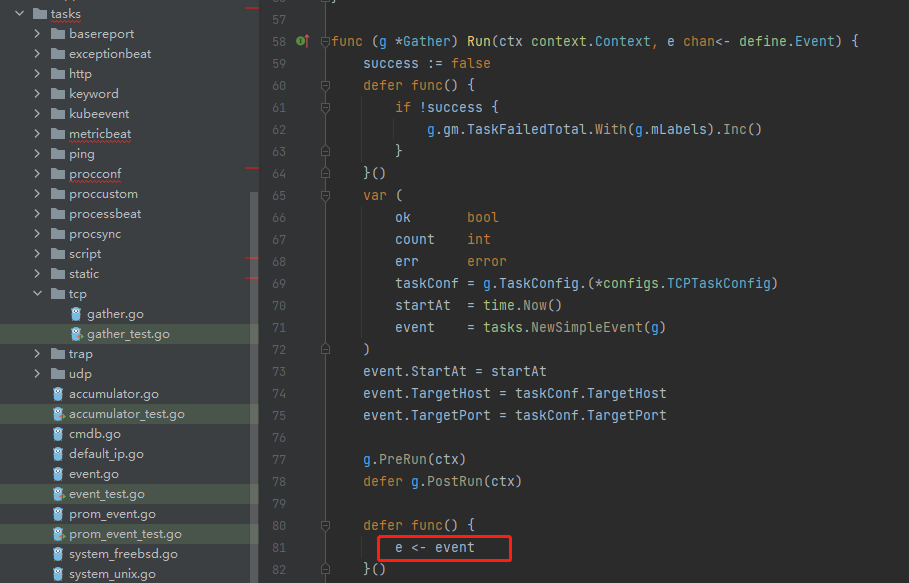 tasks
basereport
exceptionbeat
http
keyword
kubeevent
metricbeat
ping
procconf
proccustom
processbeat
procsync
script
static
tcp
gather.go
gather_test.go
trap
udp
accumulator.go
accumulator_test.go
cmdb.go
default_ip.go
event.go
event_test.go
prom_event.go
prom_event_test.go
system_freebsd.go
system_unix.go
57
58 func (g *Gather) Run(ctx context.Context, e chan<- define.Event) {
59 success := false
60 defer func() {
61 if !success {
62 g.gm.TaskFailedTotal.With(g.mLabels).Inc()
63 }
64 }()
65 var (
66 ok bool
67 count int
68 err error
69 taskConf = g.TaskConfig.(*configs.TCPTaskConfig)
70 startAt = time.Now()
71 event = tasks.NewSimpleEvent(g)
72 )
73 event.StartAt = startAt
74 event.TargetHost = taskConf.TargetHost
75 event.TargetPort = taskConf.TargetPort
76
77 g.PreRun(ctx)
78 defer g.PostRun(ctx)
79
80 defer func() {
81 e <- event
82 }()